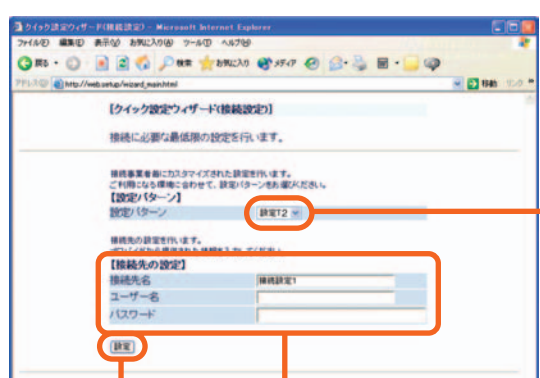 クイック設定ウィザード(接続設定) - Microsoft Internet Explorer
ファイル(F) 編集(E) 表示(V) お気に入り(A) ツール(T) ヘルプ(H)
戻る 検索 お気に入り メディア
アドレス(D) http://web.setup/wizard_main.html 移動 リンク
[クイック設定ウィザード(接続設定)]
接続に必要な最低限の設定を行います。
接続事業者毎にカスタマイズされた設定を行います。
ご利用になる環境に合わせて、設定パターンをお選びください。
【設定パターン】
設定パターン 設定T2
接続先の設定を行います。
【接続先の設定】
接続先名 接続設定1
ユーザー名
パスワード
設定